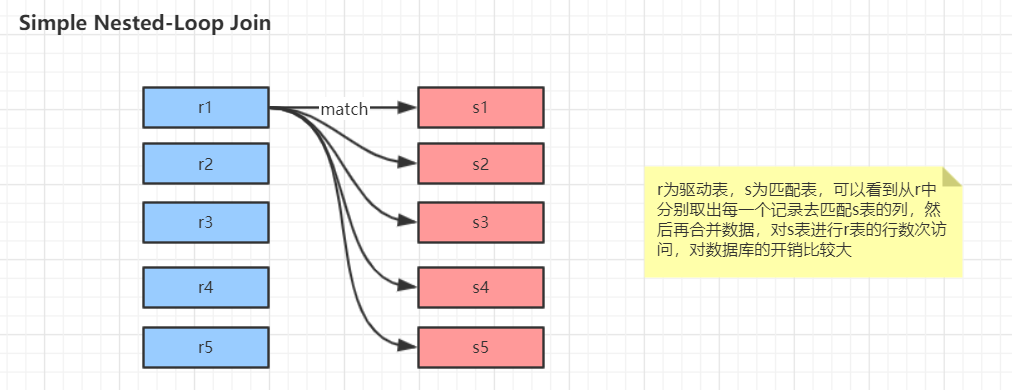 Simple Nested-Loop Join
r1
match
s1
r2
s2
r3
s3
r4
s4
r5
s5
r为驱动表，s为匹配表，可以看到从r中
分别取出每一个记录去匹配s表的列，然
后再合并数据，对s表进行r表的行数次访
问，对数据库的开销比较大